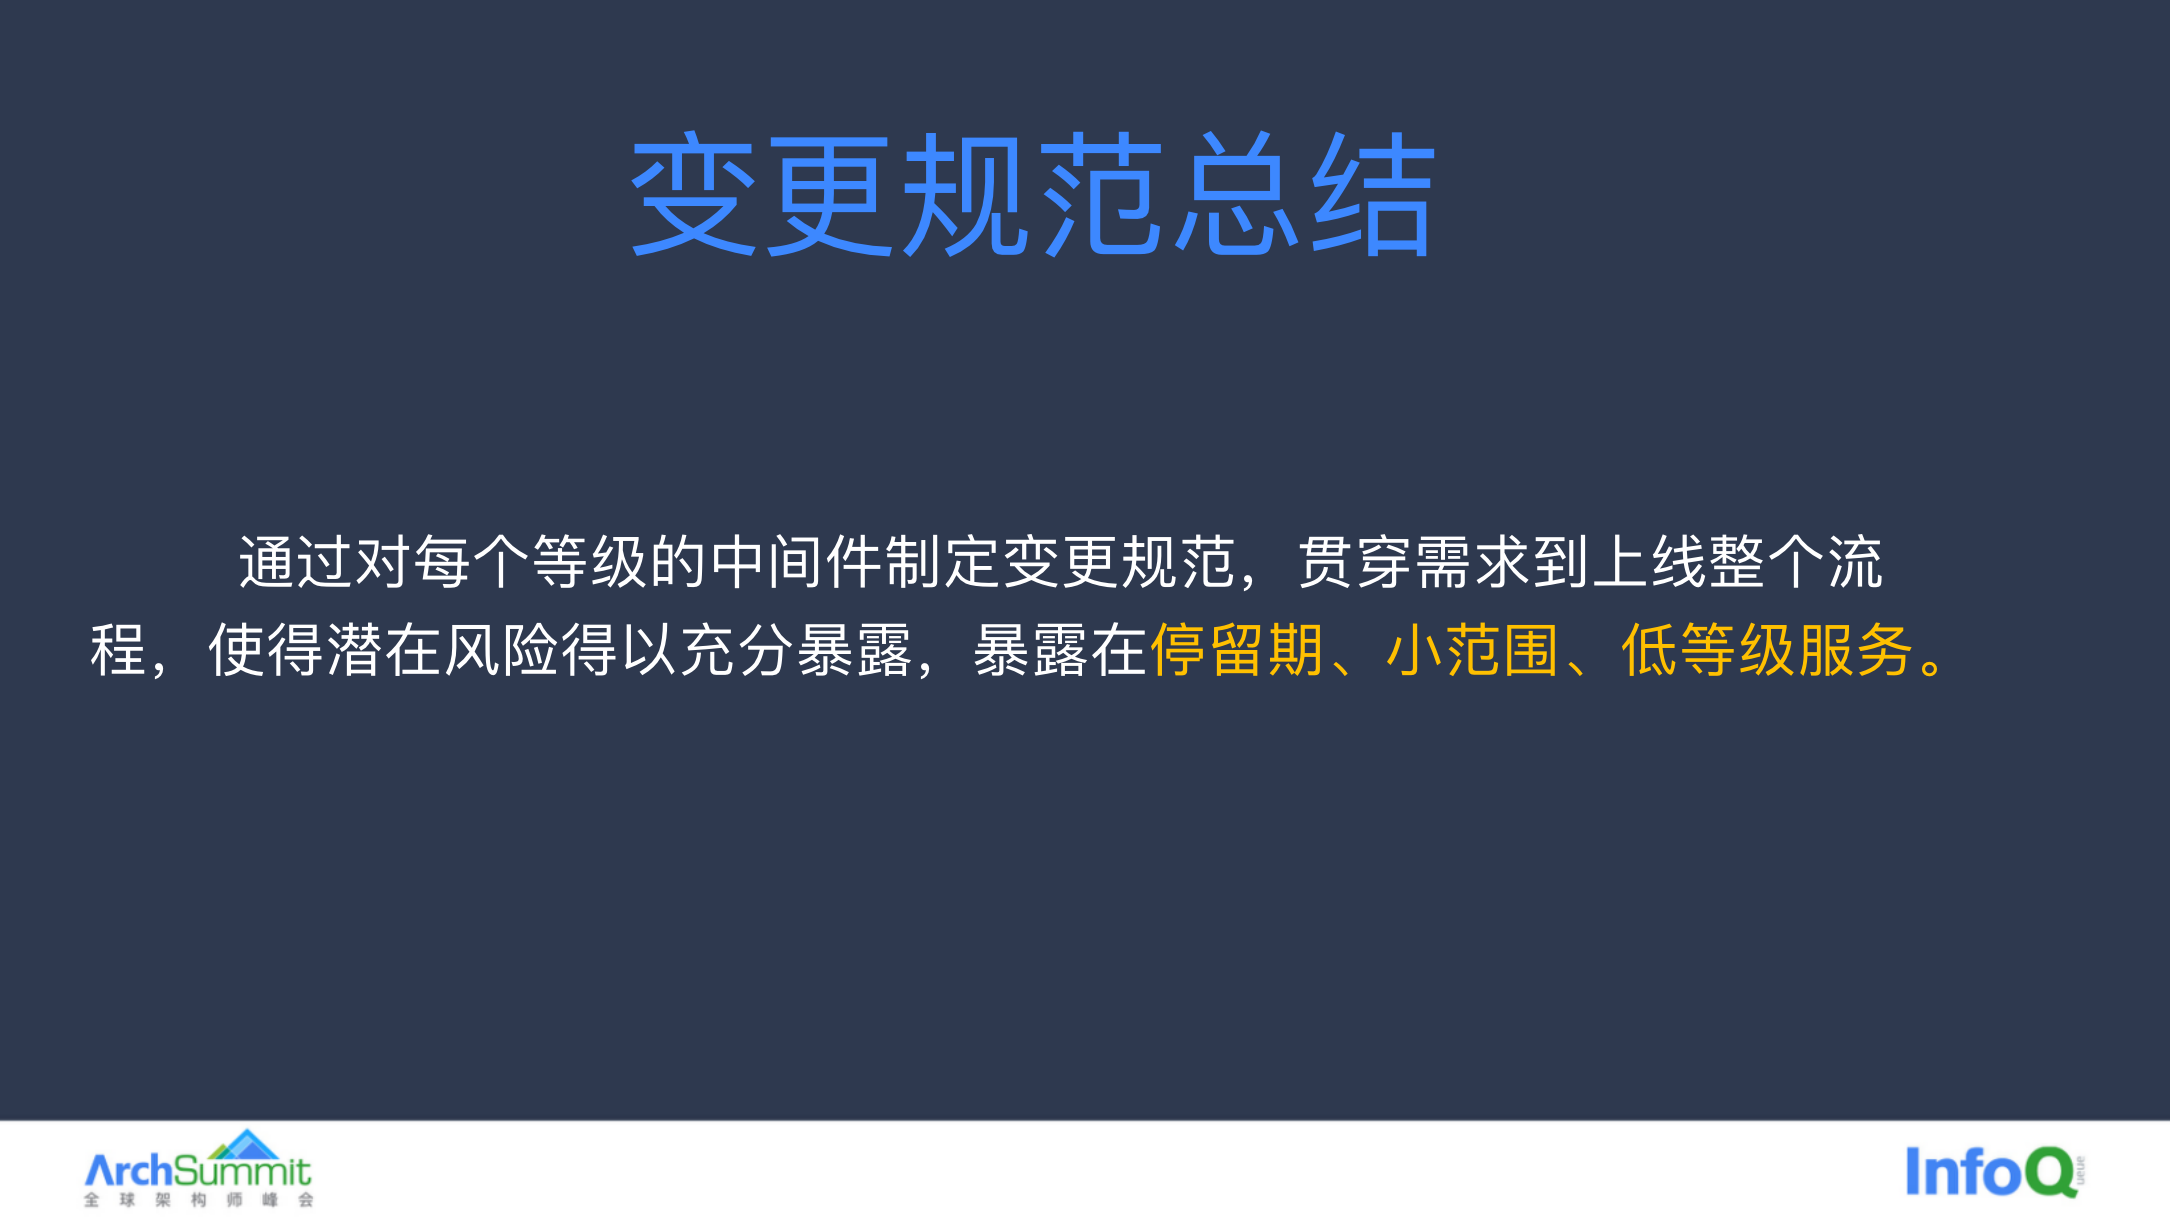 变更规范总结
通过对每个等级的中间件制定变更规范，贯穿需求到上线整个流
程，使得潜在风险得以充分暴露，暴露在停留期、小范围、低等级服务。
ArchSummit
全球架构师峰会
InfoQ
ueue